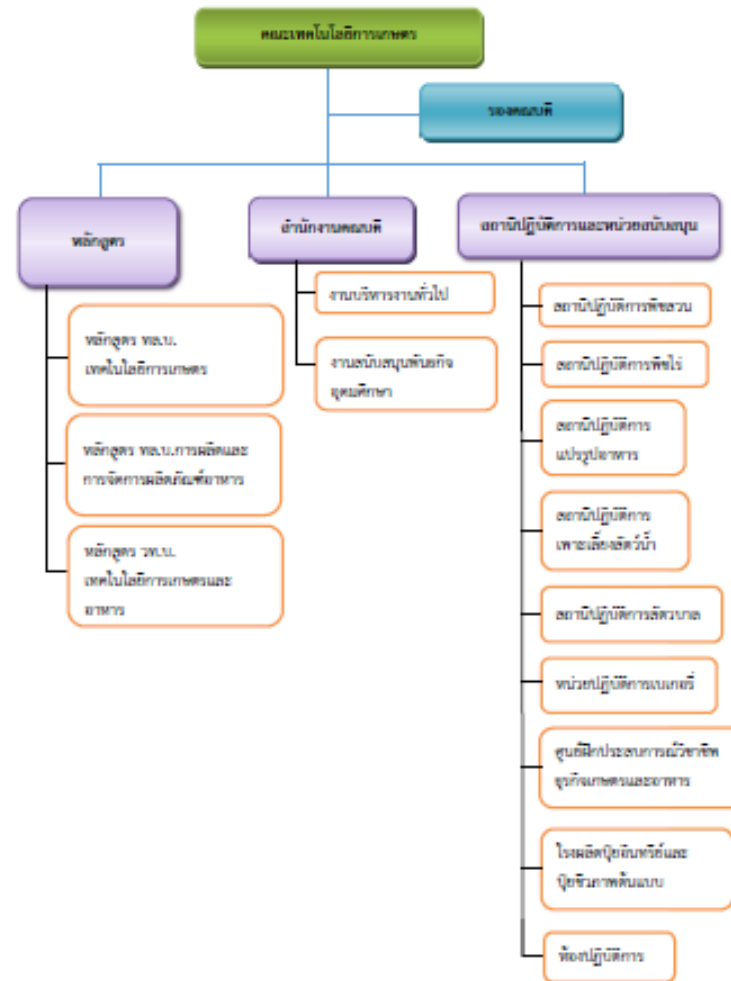 คณะเทคโนโลยีการเกษตร
รองคณบดี
หลักสูตร
สำนักงานคณบดี
สถานีปฏิบัติการและหน่วยสนับสนุน
หลักสูตร ทล.บ.
เทคโนโลยีการเกษตร
หลักสูตร ทล.บ.การผลิตและ
การจัดการผลิตภัณฑ์อาหาร
หลักสูตร วท.บ.
เทคโนโลยีการเกษตรและ
อาหาร
งานบริหารงานทั่วไป
งานสนับสนุนพันธกิจ
อุดมศึกษา
สถานีปฏิบัติการพืชสวน
สถานีปฏิบัติการพืชไร่
สถานีปฏิบัติการ
แปรรูปอาหาร
สถานีปฏิบัติการ
เพาะเลี้ยงสัตว์น้ำ
สถานีปฏิบัติการสัตวบาล
หน่วยปฏิบัติการเบเกอรี่
ศูนย์ฝึกประสบการณ์วิชาชีพ
ธุรกิจเกษตรและอาหาร
โรงผลิตปุ๋ยอินทรีย์และ
ปุ๋ยชีวภาพต้นแบบ
ห้องปฏิบัติการ